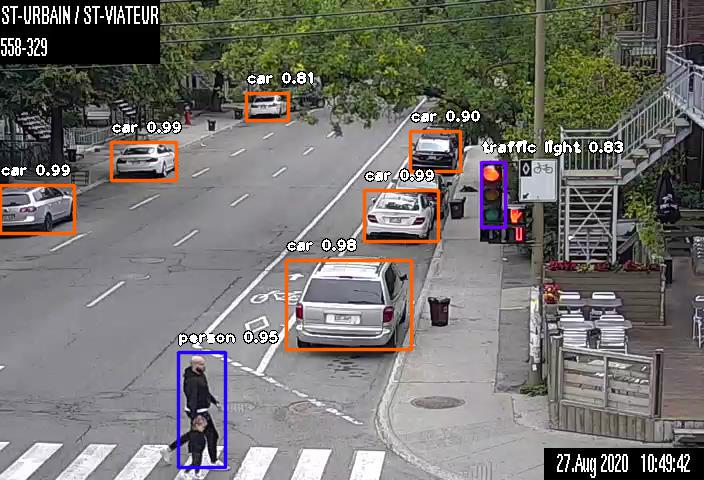 ST-URBAIN / ST-VIATEUR
558-329
car 0.81
car 0.99
car 0.90
traffic light 0.83
car 0.99
car 0.99
car 0.98
person 0.95
27.Aug 2020 10:49:42